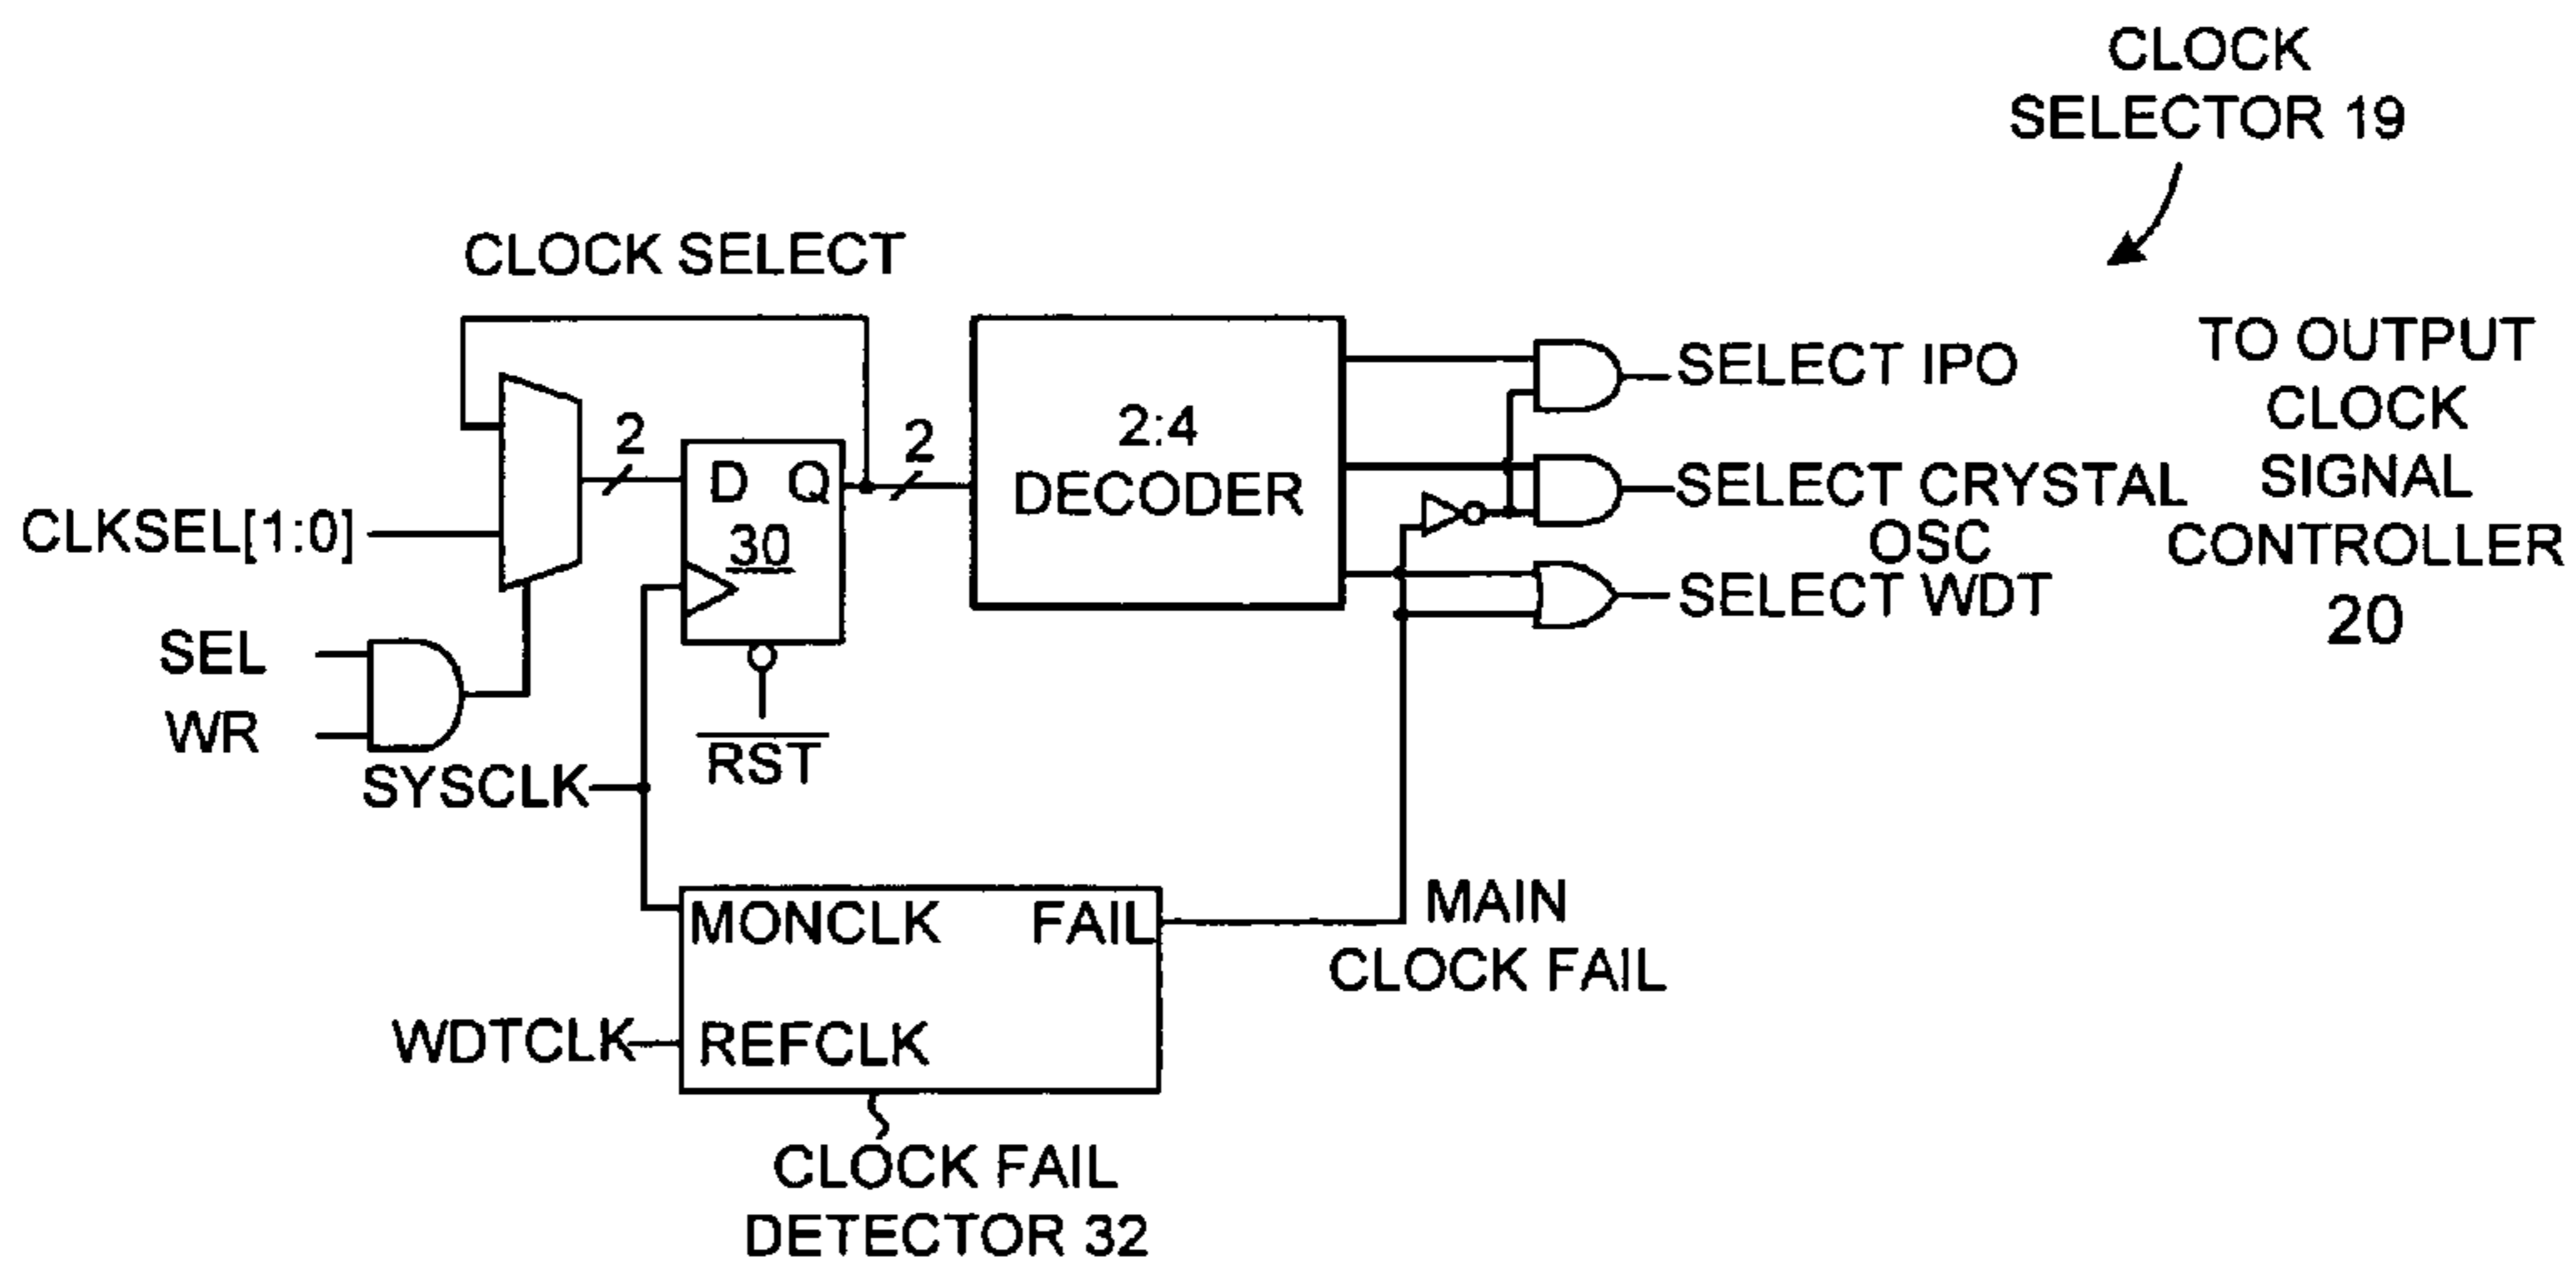 CLOCK
SELECTOR 19
CLOCK SELECT
TO OUTPUT
CLOCK
SIGNAL
CONTROLLER
20
SELECT IPO
2
2
2:4
DECODER
D Q
30
SELECT CRYSTAL
OSC
SELECT WDT
CLKSEL[1:0]
SEL
WR
RST
SYSCLK
MONCLK FAIL
MAIN
CLOCK FAIL
WDTCLK
REFCLK
CLOCK FAIL
DETECTOR 32